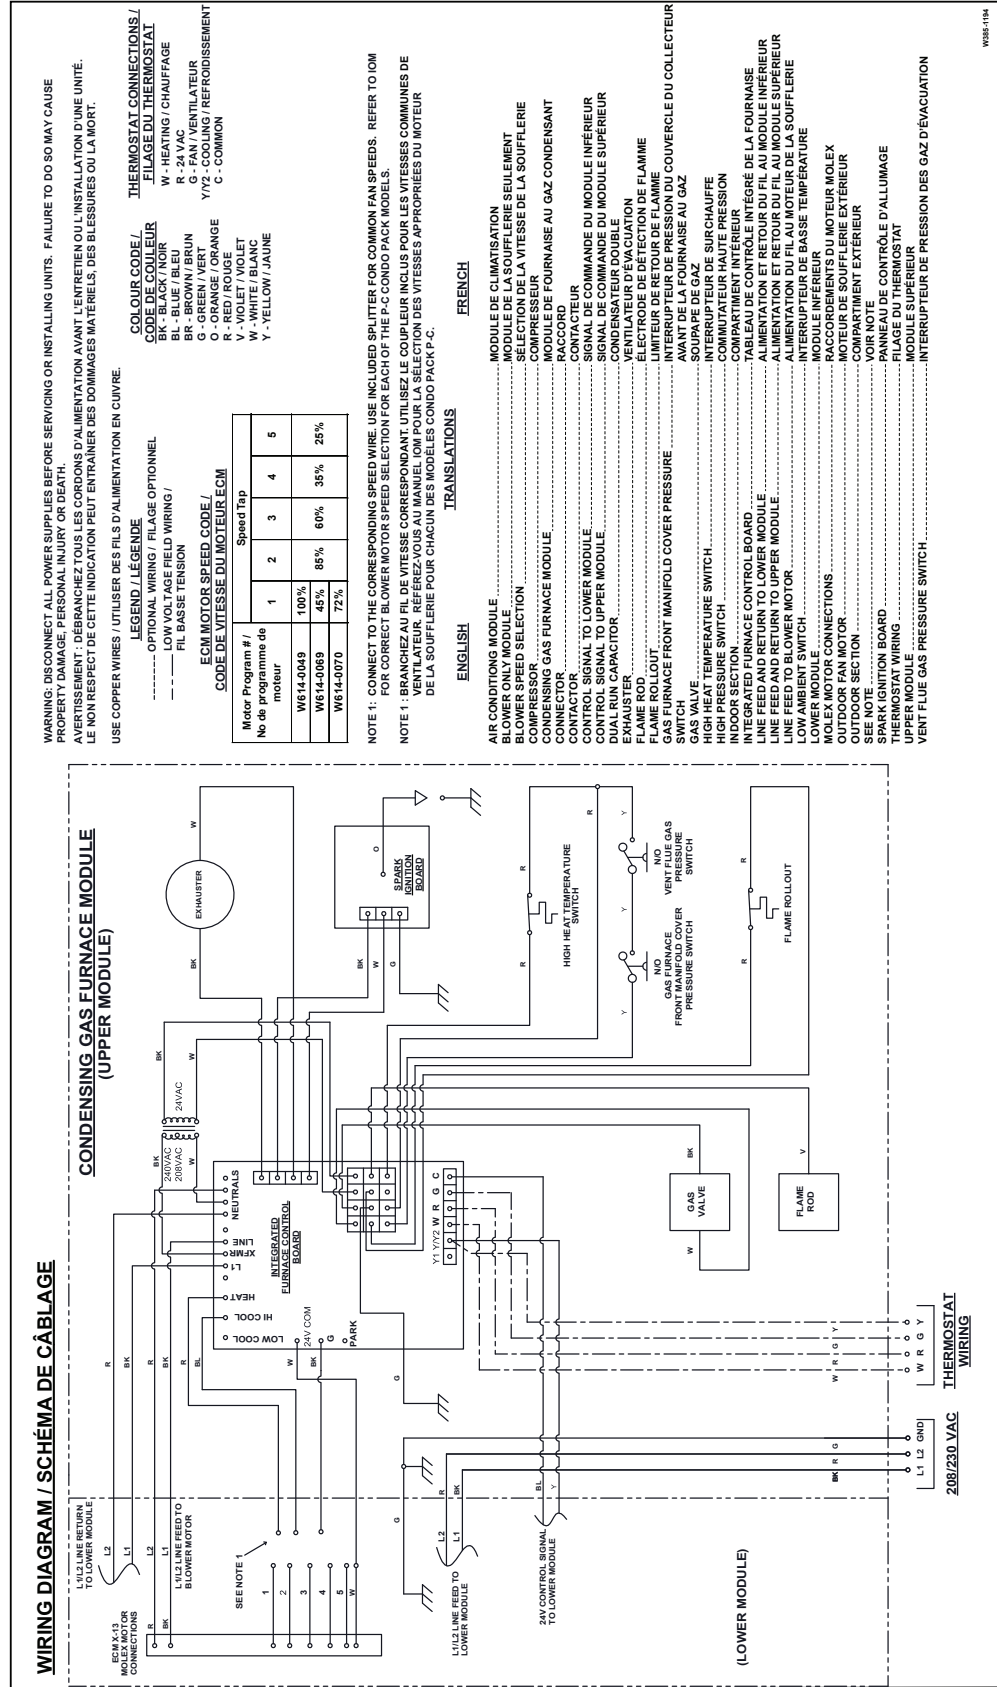 WIRING DIAGRAM / SCHÉMA DE CÂBLAGE
CONDENSING GAS FURNACE MODULE
(UPPER MODULE)
L1/L2 LINE RETURN
TO LOWER MODULE
L2
L1
R
BK
L2
L1
R
BK
L1/L2 LINE FEED TO
BLOWER MOTOR
ECM X-13
MOLEX MOTOR
CONNECTIONS
R
BK
SEE NOTE 1
1
2
3
4
5
W
R
BL
W
BK
LOW COOL
HI COOL
HEAT
L1
XFMR
LINE
NEUTRALS
24V COM
G
PARK
INTEGRATED
FURNACE CONTROL
BOARD
Y1 Y/Y2 W R G C
240VAC
208VAC
24VAC
BK
W
BK
W
BK
EXHAUSTER
W
BK
W
G
SPARK
IGNITION
BOARD
O
R
HIGH HEAT TEMPERATURE
SWITCH
R
R
Y
N/O
GAS FURNACE
FRONT MANIFOLD COVER
PRESSURE SWITCH
Y
N/O
VENT FLUE GAS
PRESSURE
SWITCH
Y
R
FLAME ROLLOUT
R
W
GAS
VALVE
BK
FLAME
ROD
V
G
G
L1/L2 LINE FEED TO
LOWER MODULE
L2
L1
R
BK
24V CONTROL SIGNAL
TO LOWER MODULE
BL
Y
(LOWER MODULE)
BK R G
L1 L2 GND
208/230 VAC
W R G Y
W R G Y
THERMOSTAT
WIRING
WARNING: DISCONNECT ALL POWER SUPPLIES BEFORE SERVICING OR INSTALLING UNITS. FAILURE TO DO SO MAY CAUSE
PROPERTY DAMAGE, PERSONAL INJURY OR DEATH.
AVERTISSEMENT : DÉBRANCHEZ TOUS LES CORDONS D'ALIMENTATION AVANT L'ENTRETIEN OU L'INSTALLATION D'UNE UNITÉ.
LE NON RESPECT DE CETTE INDICATION PEUT ENTRAÎNER DES DOMMAGES MATÉRIELS, DES BLESSURES OU LA MORT.
USE COPPER WIRES / UTILISER DES FILS D'ALIMENTATION EN CUIVRE.
LEGEND / LÉGENDE
OPTIONAL WIRING / FILAGE OPTIONNEL
LOW VOLTAGE FIELD WIRING /
FIL BASSE TENSION
COLOUR CODE /
CODE DE COULEUR
BK - BLACK / NOIR
BL - BLUE / BLEU
BR - BROWN / BRUN
G - GREEN / VERT
O - ORANGE / ORANGE
R - RED / ROUGE
V - VIOLET / VIOLET
W - WHITE / BLANC
Y - YELLOW / JAUNE
THERMOSTAT CONNECTIONS /
FILAGE DU THERMOSTAT
W - HEATING / CHAUFFAGE
R - 24 VAC
G - FAN / VENTILATEUR
Y/Y2 - COOLING / REFROIDISSEMENT
C - COMMON
ECM MOTOR SPEED CODE /
CODE DE VITESSE DU MOTEUR ECM
Motor Program # /
No de programme de
moteur
Speed Tap
1 2 3 4 5
W614-0049 100% 85% 60% 35% 25%
W614-0069 45%
W614-0070 72%
NOTE 1: CONNECT TO THE CORRESPONDING SPEED WIRE. USE INCLUDED SPLITTER FOR COMMON FAN SPEEDS. REFER TO IOM
FOR CORRECT BLOWER MOTOR SPEED SELECTION FOR EACH OF THE P-C CONDO PACK MODELS.
NOTE 1 : BRANCHEZ AU FIL DE VITESSE CORRESPONDANT. UTILISEZ LE COUPLEUR INCLUS POUR LES VITESSES COMMUNES DE
VENTILATEUR. RÉFÉREZ-VOUS AU MANUEL IOM POUR LA SÉLECTION DES VITESSES APPROPRIÉES DU MOTEUR
DE LA SOUFFLERIE POUR CHACUN DES MODÈLES CONDO PACK P-C.
TRANSLATIONS
ENGLISH FRENCH
AIR CONDITIONING MODULE MODULE DE CLIMATISATION
BLOWER ONLY MODULE MODULE DE LA SOUFFLERIE SEULEMENT
BLOWER SPEED SELECTION SÉLECTION DE LA VITESSE DE LA SOUFFLERIE
COMPRESSOR COMPRESSEUR
CONDENSING GAS FURNACE MODULE MODULE DE FOURNAISE AU GAZ CONDENSANT
CONNECTOR RACCORD
CONTACTOR CONTACTEUR
CONTROL SIGNAL TO LOWER MODULE SIGNAL DE COMMANDE DU MODULE INFÉRIEUR
CONTROL SIGNAL TO UPPER MODULE SIGNAL DE COMMANDE DU MODULE SUPÉRIEUR
DUAL RUN CAPACITOR CONDENSATEUR DOUBLE
EXHAUSTER VENTILATEUR D'ÉVACUATION
FLAME ROD ÉLECTRODE DE DÉTECTION DE FLAMME
FLAME ROLLOUT LIMITEUR DE RETOUR DE FLAMME
GAS FURNACE FRONT MANIFOLD COVER PRESSURE INTERRUPTEUR DE PRESSION DU COUVERCLE DU COLLECTEUR
SWITCH AVANT DE LA FOURNAISE AU GAZ
GAS VALVE SOUPAPE DE GAZ
HIGH HEAT TEMPERATURE SWITCH INTERRUPTEUR DE SURCHAUFFE
HIGH PRESSURE SWITCH COMMUTATEUR HAUTE PRESSION
INDOOR SECTION COMPARTIMENT INTÉRIEUR
INTEGRATED FURNACE CONTROL BOARD TABLEAU DE CONTRÔLE INTÉGRÉ DE LA FOURNAISE
LINE FEED AND RETURN TO LOWER MODULE ALIMENTATION ET RETOUR DU FIL AU MODULE INFÉRIEUR
LINE FEED AND RETURN TO UPPER MODULE ALIMENTATION ET RETOUR DU FIL AU MODULE SUPÉRIEUR
LINE FEED TO BLOWER MOTOR ALIMENTATION DU FIL AU MOTEUR DE LA SOUFFLERIE
LOW AMBIENT SWITCH INTERRUPTEUR DE BASSE TEMPÉRATURE
LOWER MODULE MODULE INFÉRIEUR
MOLEX MOTOR CONNECTIONS RACCORDEMENTS DU MOTEUR MOLEX
OUTDOOR FAN MOTOR MOTEUR DE SOUFFLERIE EXTÉRIEUR
OUTDOOR SECTION COMPARTIMENT EXTÉRIEUR
SEE NOTE VOIR NOTE
SPARK IGNITION BOARD PANNEAU DE CONTRÔLE D'ALLUMAGE
THERMOSTAT WIRING FILAGE DU THERMOSTAT
UPPER MODULE MODULE SUPÉRIEUR
VENT FLUE GAS PRESSURE SWITCH INTERRUPTEUR DE PRESSION DES GAZ D'ÉVACUATION
W385-1194